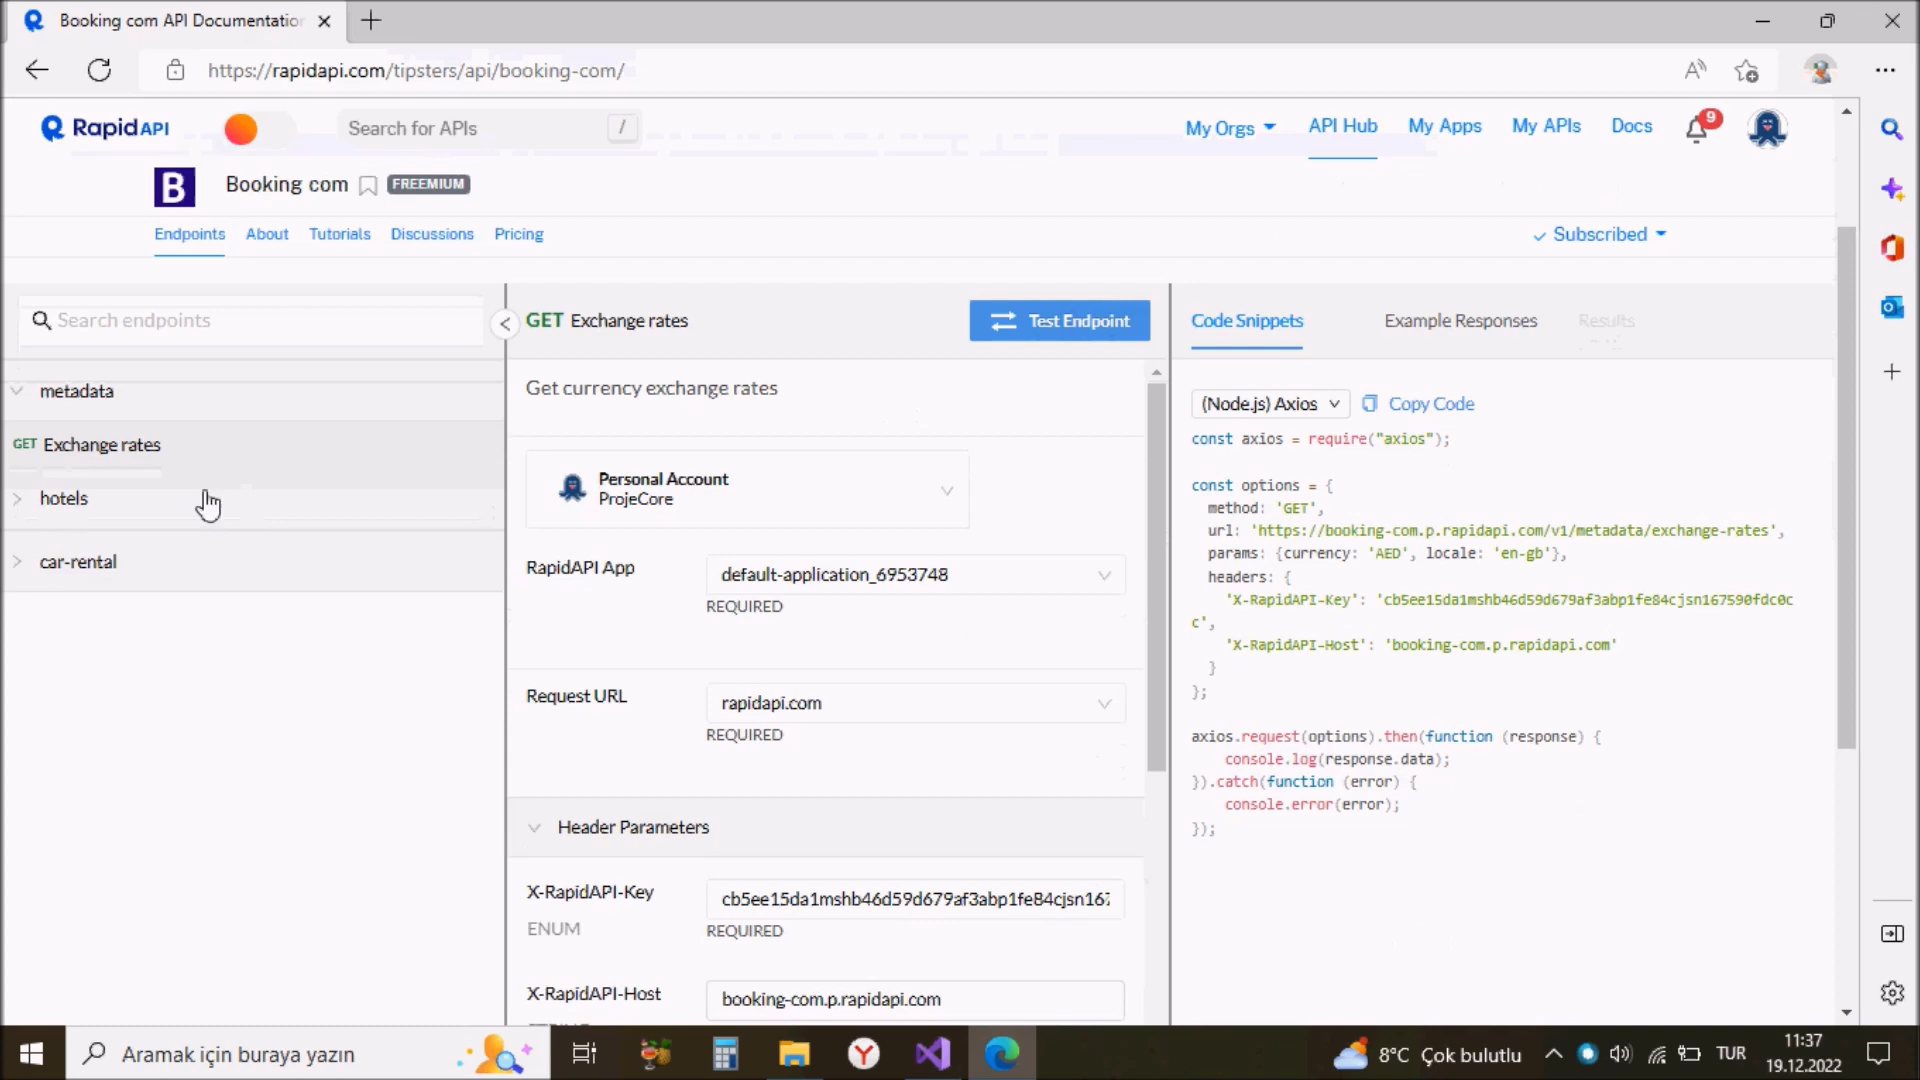 Booking com API Documentation
https://rapidapi.com/tipsters/api/booking-com/
Rapid API
Search for APIs
/
My Orgs
API Hub
My Apps
My APIs
Docs
9
B
Booking com
FREEMIUM
Endpoints
About
Tutorials
Discussions
Pricing
Subscribed
Search endpoints
metadata
GET Exchange rates
hotels
car-rental
GET Exchange rates
Test Endpoint
Get currency exchange rates
Personal Account
ProjeCore
RapidAPI App
default-application_6953748
REQUIRED
Request URL
rapidapi.com
REQUIRED
Header Parameters
X-RapidAPI-Key
cb5ee15da1mshb46d59d679af3abp1fe84cjsn167
ENUM
REQUIRED
X-RapidAPI-Host
booking-com.p.rapidapi.com
Code Snippets
Example Responses
Results
(Node.js) Axios
Copy Code
const axios = require("axios");
const options = {
method: 'GET',
url: 'https://booking-com.p.rapidapi.com/v1/metadata/exchange-rates',
params: {currency: 'AED', locale: 'en-gb'},
headers: {
'X-RapidAPI-Key': 'cb5ee15da1mshb46d59d679af3abp1fe84cjsn167590fdc0c
c',
'X-RapidAPI-Host': 'booking-com.p.rapidapi.com'
}
};
axios.request(options).then(function (response) {
console.log(response.data);
}).catch(function (error) {
console.error(error);
});
Aramak için buraya yazın
8°C Çok bulutlu
TUR
11:37
19.12.2022